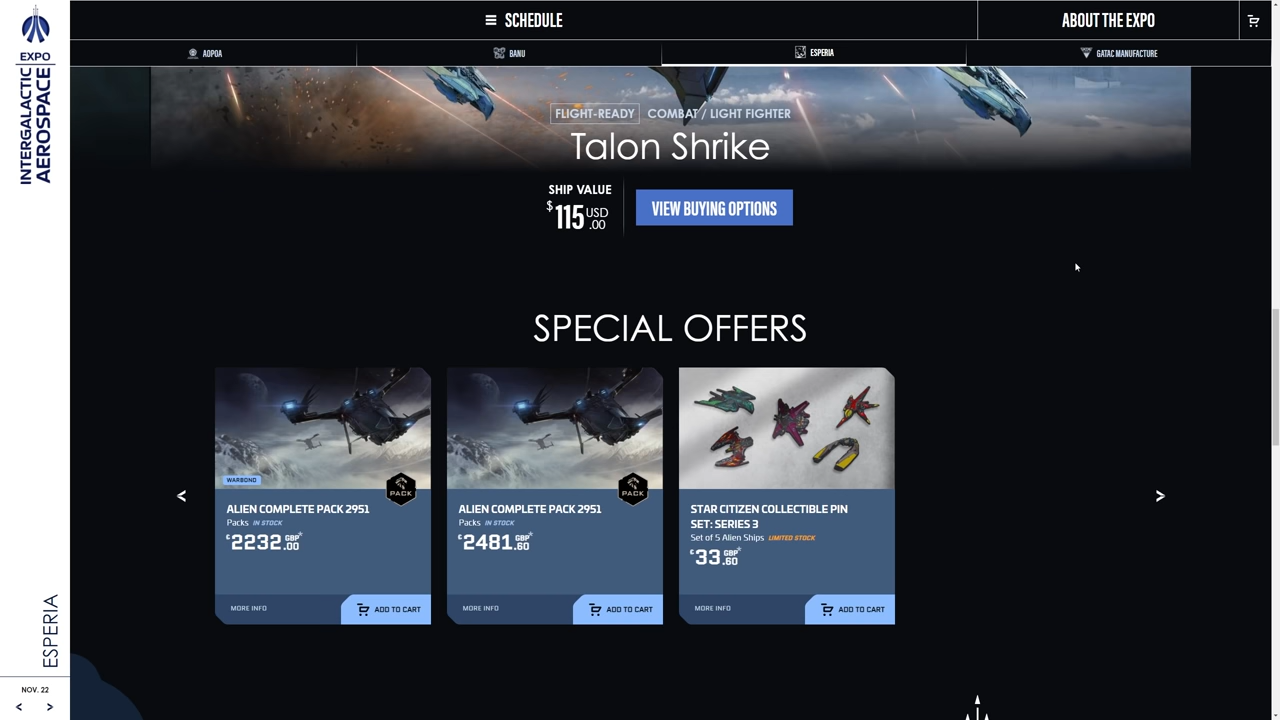 EXPO
INTERGALACTIC
AEROSPACE
SCHEDULE
ABOUT THE EXPO
AOPOA
BANU
ESPERIA
GATAC MANUFACTURE
FLIGHT-READY COMBAT / LIGHT FIGHTER
Talon Shrike
SHIP VALUE
$115 USD .00
VIEW BUYING OPTIONS
SPECIAL OFFERS
<
>
WARBOND
PACK
ALIEN COMPLETE PACK 2951
Packs IN STOCK
£2232 GBP* .00
MORE INFO
ADD TO CART
PACK
ALIEN COMPLETE PACK 2951
Packs IN STOCK
£2481 GBP* .60
MORE INFO
ADD TO CART
STAR CITIZEN COLLECTIBLE PIN
SET: SERIES 3
Set of 5 Alien Ships LIMITED STOCK
£33 GBP* .60
MORE INFO
ADD TO CART
ESPERIA
NOV. 22
< >